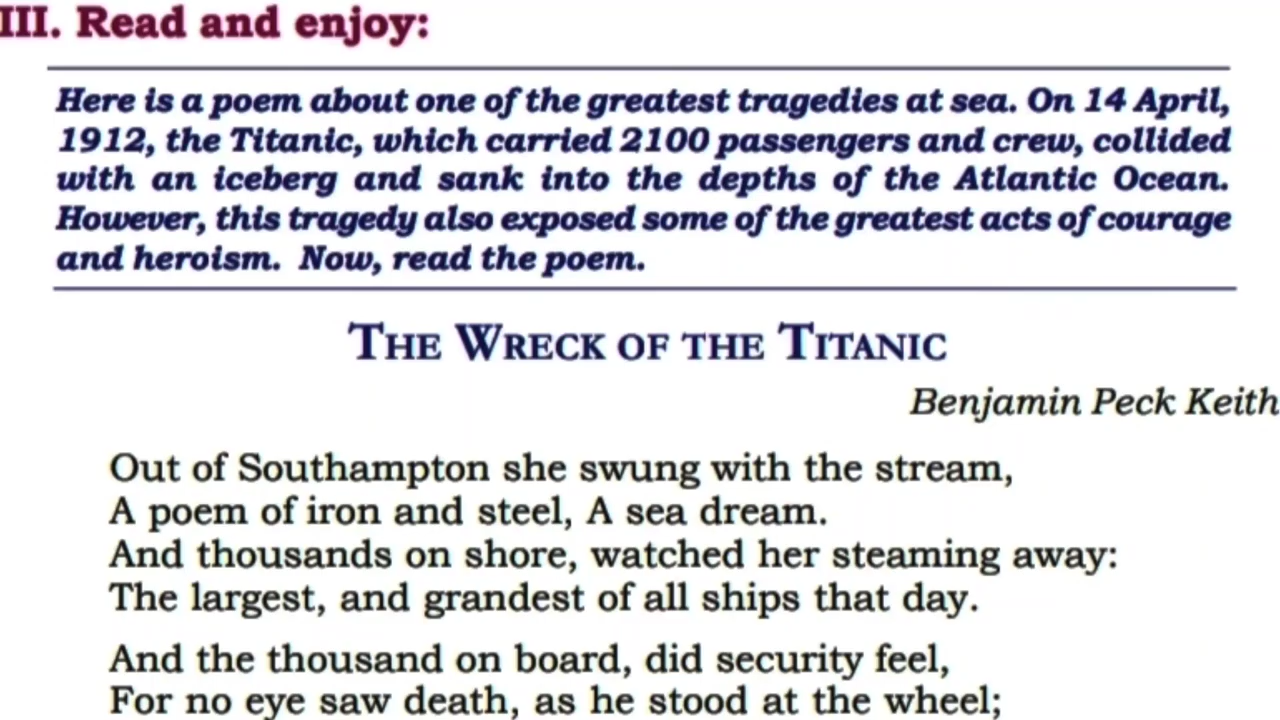 III. Read and enjoy:
Here is a poem about one of the greatest tragedies at sea. On 14 April,
1912, the Titanic, which carried 2100 passengers and crew, collided
with an iceberg and sank into the depths of the Atlantic Ocean.
However, this tragedy also exposed some of the greatest acts of courage
and heroism. Now, read the poem.
THE WRECK OF THE TITANIC
Benjamin Peck Keith
Out of Southampton she swung with the stream,
A poem of iron and steel, A sea dream.
And thousands on shore, watched her steaming away:
The largest, and grandest of all ships that day.
And the thousand on board, did security feel,
For no eye saw death, as he stood at the wheel;